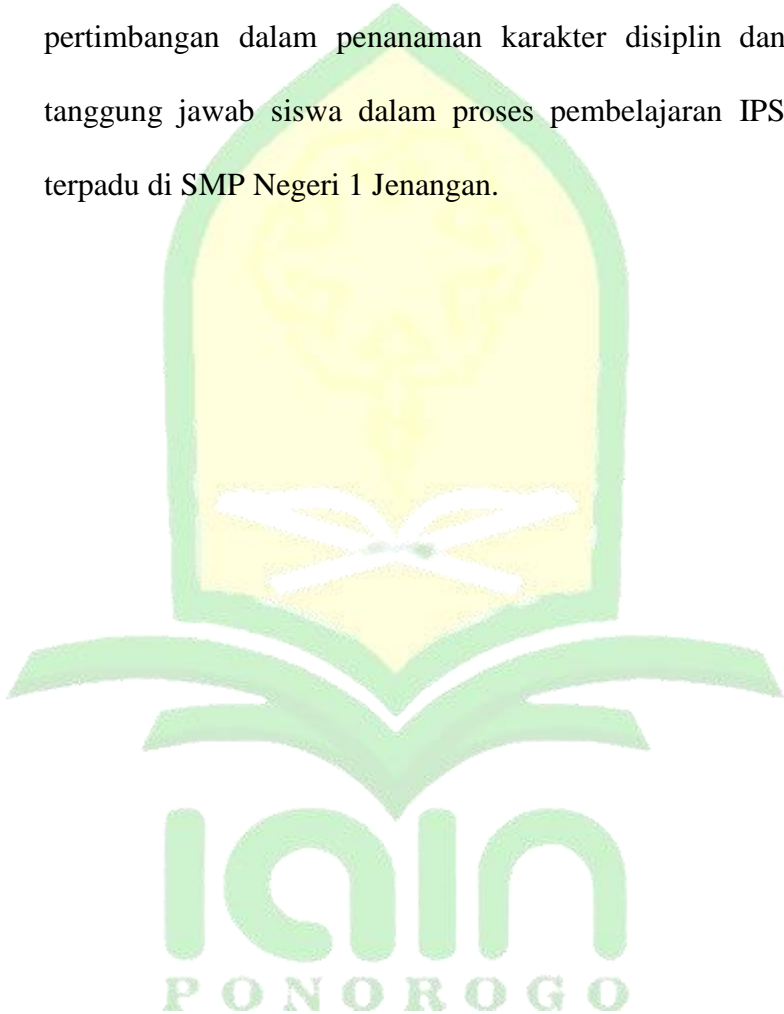 pertimbangan dalam penanaman karakter disiplin dan
tanggung jawab siswa dalam proses pembelajaran IPS
terpadu di SMP Negeri 1 Jenangan.
iain
PONOROGO